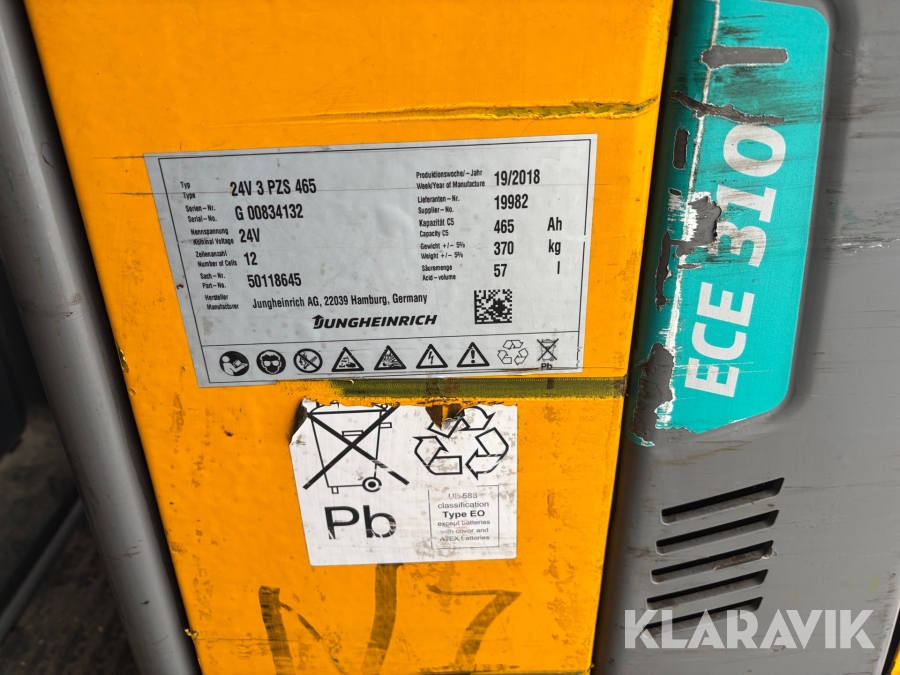 Typ
Type
24V 3 PZS 465
Serien-Nr.
Serial-No.
G 00834132
Nennspannung
Nominal Voltage
24V
Zellenanzahl
Number of Cells
12
Sach-Nr.
Part-No.
50118645
Hersteller
Manufacturer
Jungheinrich AG, 22039 Hamburg, Germany
Produktionswoche/-Jahr
Week/Year of Manufacture
19/2018
Lieferanten-Nr.
Supplier-No.
19982
Kapazität C5
Capacity C5
465 Ah
Gewicht +/- 5%
Weight +/- 5%
370 kg
Säuremenge
Acid-volume
57 l
JUNGHEINRICH
Pb
Pb
UL 583
classification
Type EO
except batteries
with cover and
ATEX batteries
N7
ECE 310
KLARAVIK